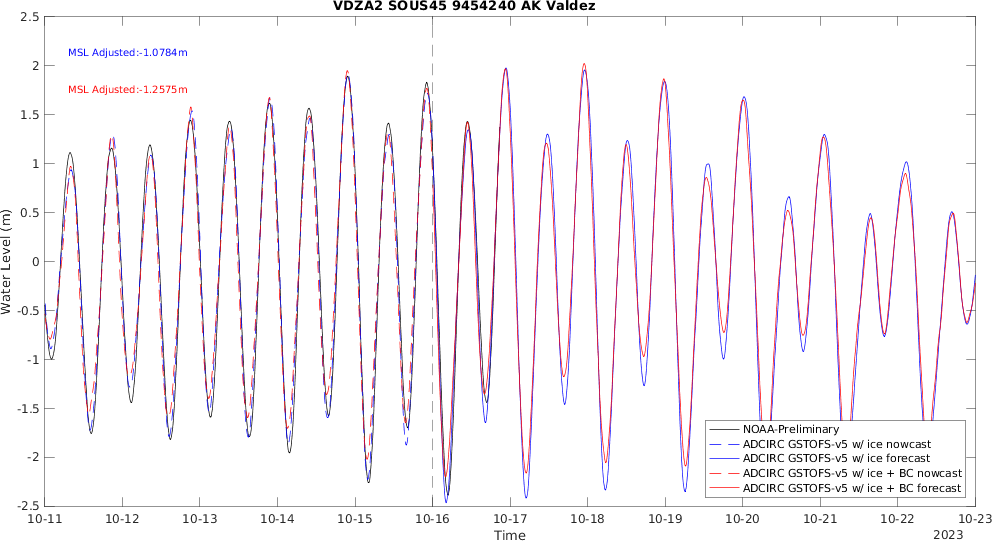 VDZA2 SOUS45 9454240 AK Valdez
MSL Adjusted:-1.0784m
MSL Adjusted:-1.2575m
Water Level (m)
2.5
2
1.5
1
0.5
0
-0.5
-1
-1.5
-2
-2.5
NOAA-Preliminary
ADCIRC GSTOFS-v5 w/ ice nowcast
ADCIRC GSTOFS-v5 w/ ice forecast
ADCIRC GSTOFS-v5 w/ ice + BC nowcast
ADCIRC GSTOFS-v5 w/ ice + BC forecast
10-11 10-12 10-13 10-14 10-15 10-16 10-17 10-18 10-19 10-20 10-21 10-22 10-23
Time
2023